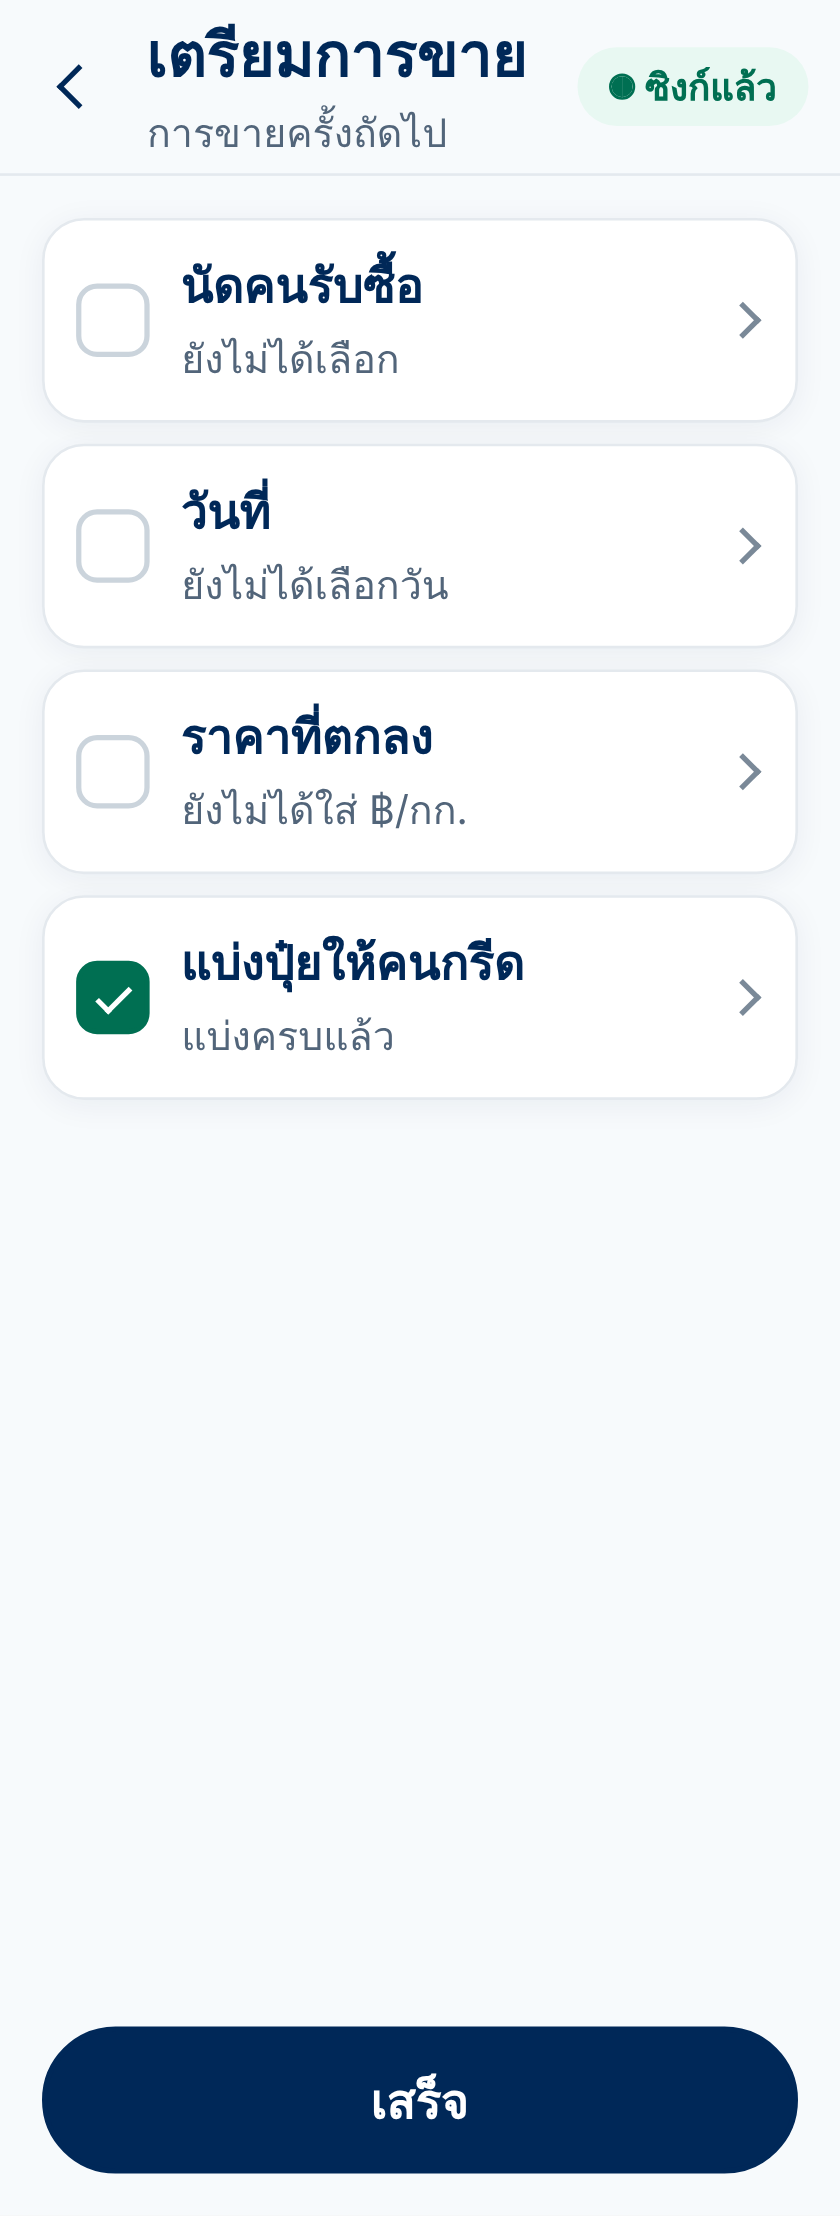 เตรียมการขาย
การขายครั้งถัดไป
ซิงก์แล้ว
นัดคนรับซื้อ
ยังไม่ได้เลือก
วันที่
ยังไม่ได้เลือกวัน
ราคาที่ตกลง
ยังไม่ได้ใส่ ฿/กก.
แบ่งปุ๋ยให้คนกรีด
แบ่งครบแล้ว
เสร็จ